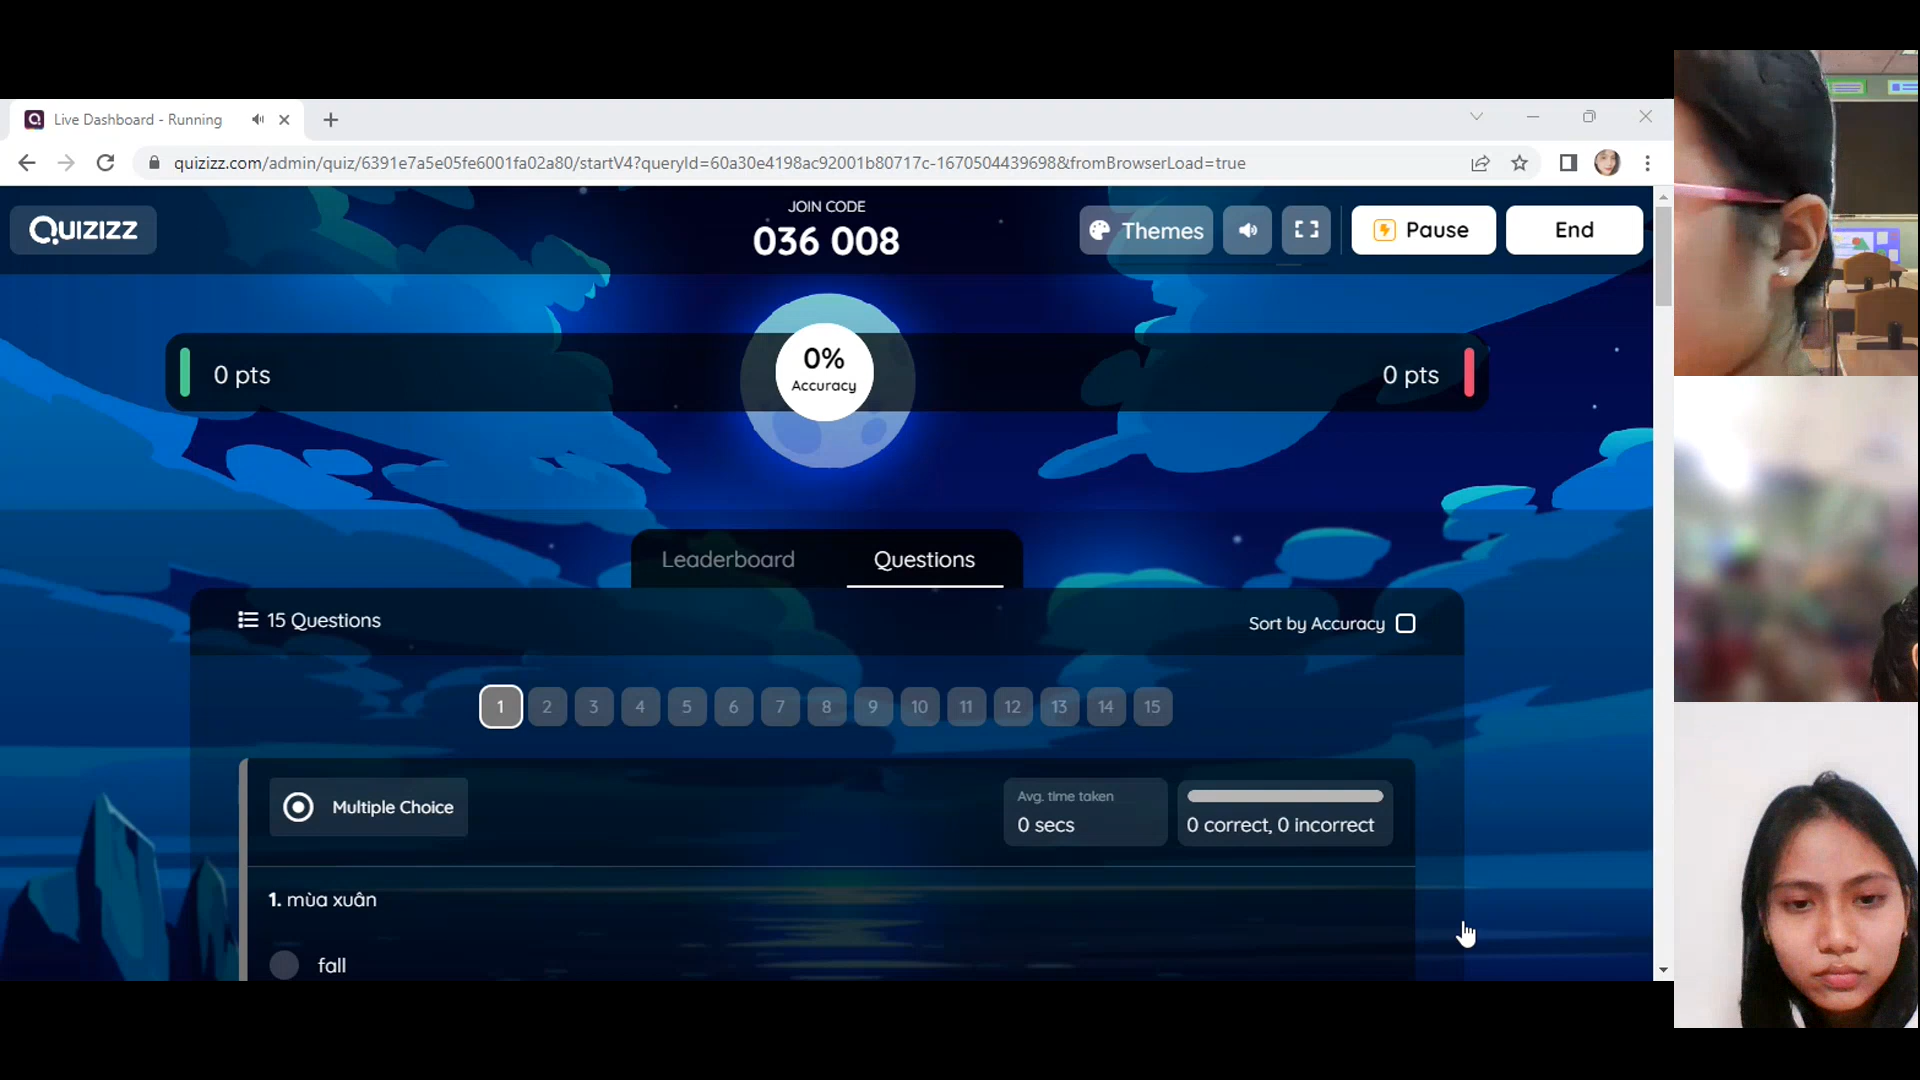 Live Dashboard - Running
quizizz.com/admin/quiz/6391e7a5e05fe6001fa02a80/startV4?queryId=60a30e4198ac92001b80717c-1670504439698&fromBrowserLoad=true
QUIZIZZ
JOIN CODE
036 008
Themes
Pause
End
0 pts
0%
Accuracy
0 pts
Leaderboard
Questions
15 Questions
Sort by Accuracy
1 2 3 4 5 6 7 8 9 10 11 12 13 14 15
Multiple Choice
Avg. time taken
0 secs
0 correct, 0 incorrect
1. mùa xuân
fall